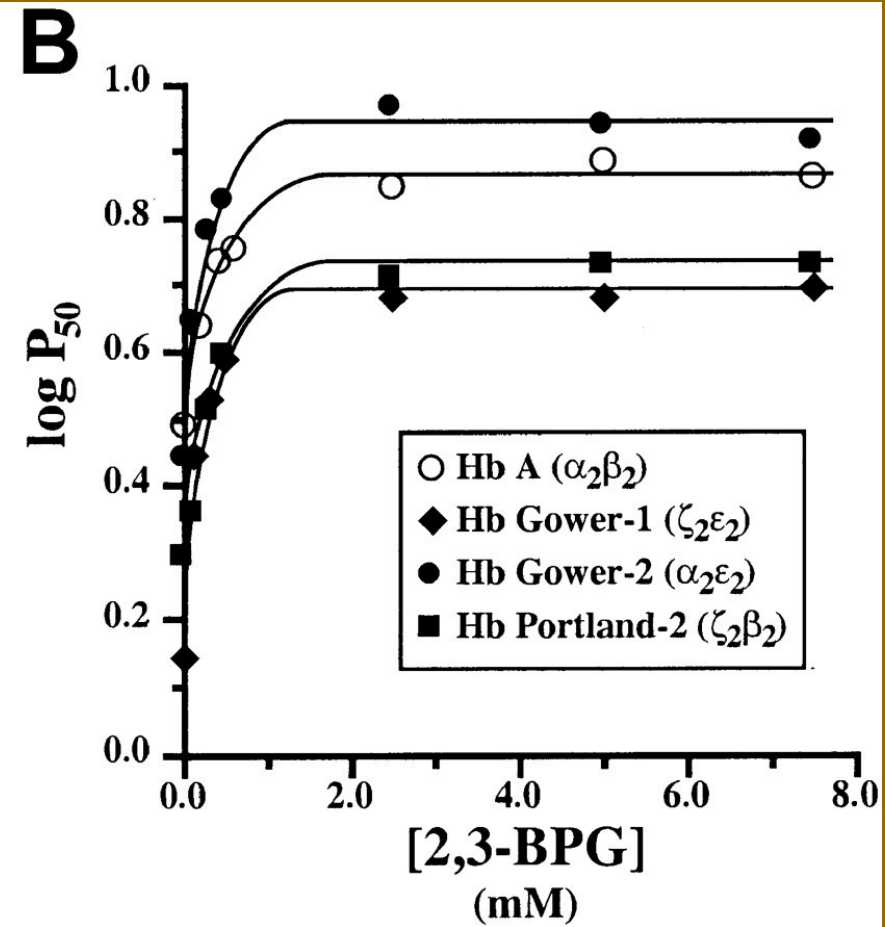 B
1.0
0.8
0.6
0.4
0.2
0.0
log P50
Hb A (α2β2)
Hb Gower-1 (ζ2ε2)
Hb Gower-2 (α2ε2)
Hb Portland-2 (ζ2β2)
0.0 2.0 4.0 6.0 8.0
[2,3-BPG]
(mM)